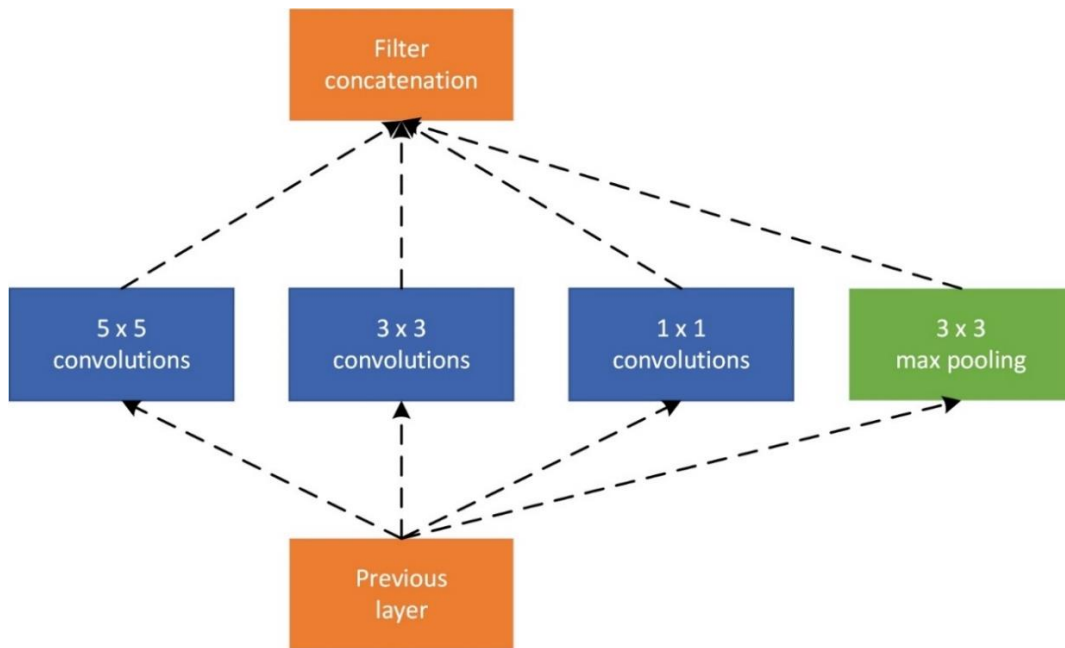 Filter
concatenation
5 x 5
convolutions
3 x 3
convolutions
1 x 1
convolutions
3 x 3
max pooling
Previous
layer